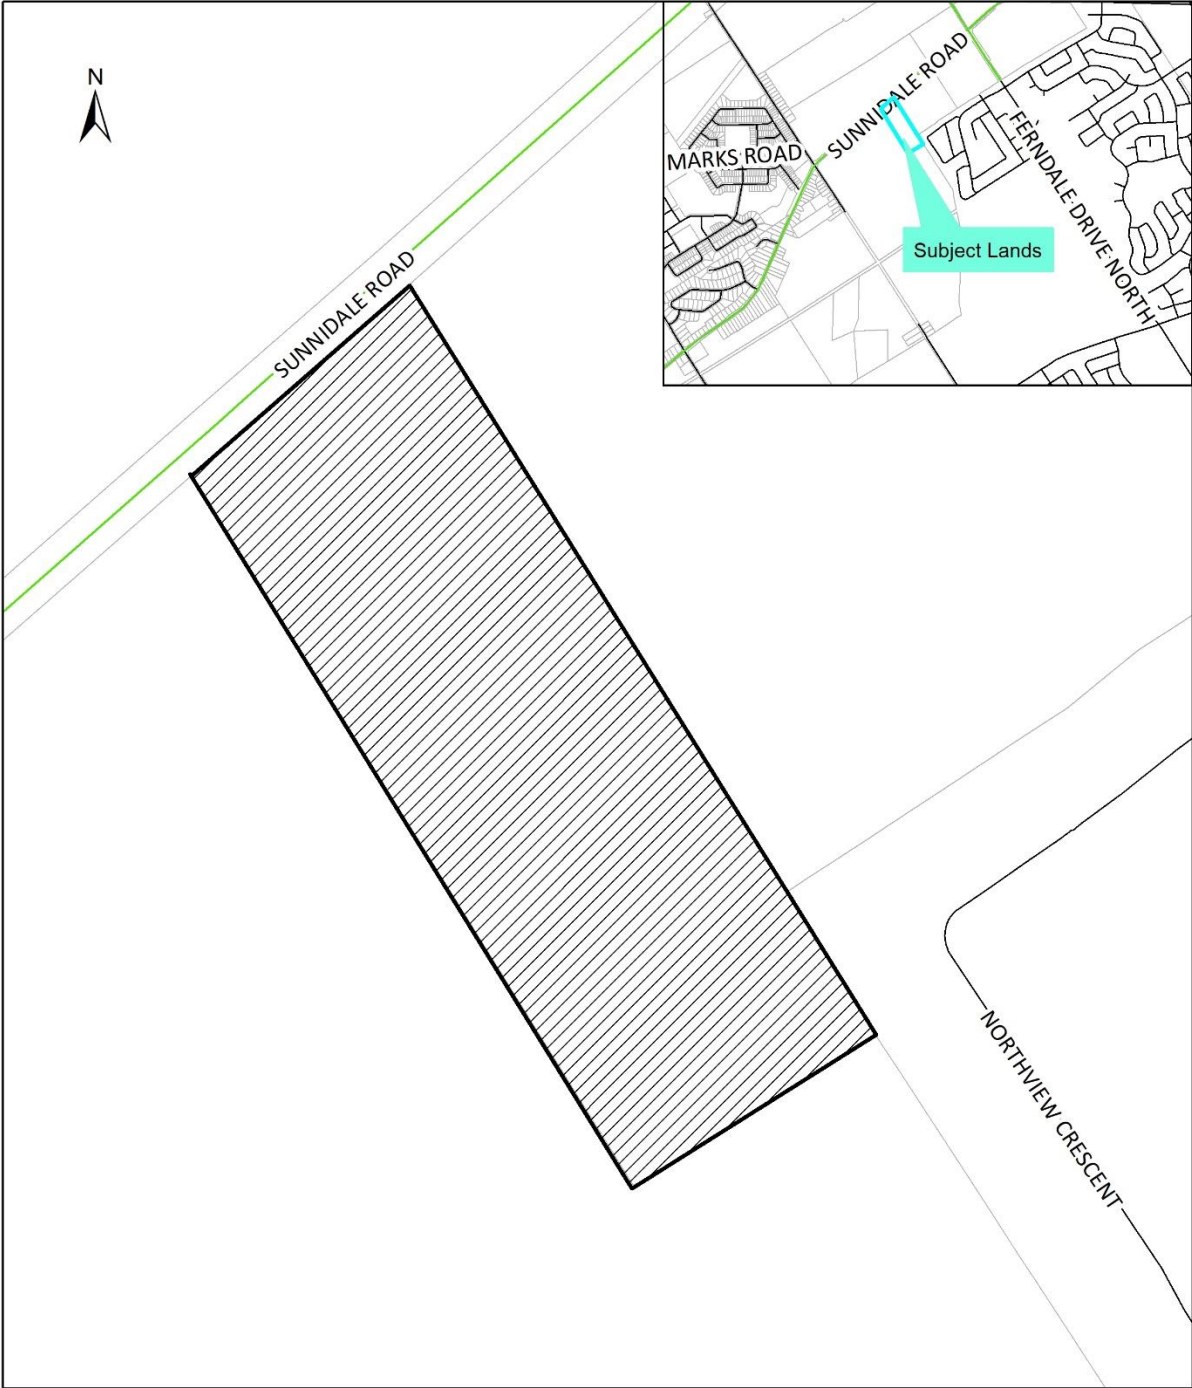 N
SUNNIDALE ROAD
MARKS ROAD
SUNNIDALE ROAD
FERNDALE DRIVE NORTH
Subject Lands
NORTHVIEW CRESCENT